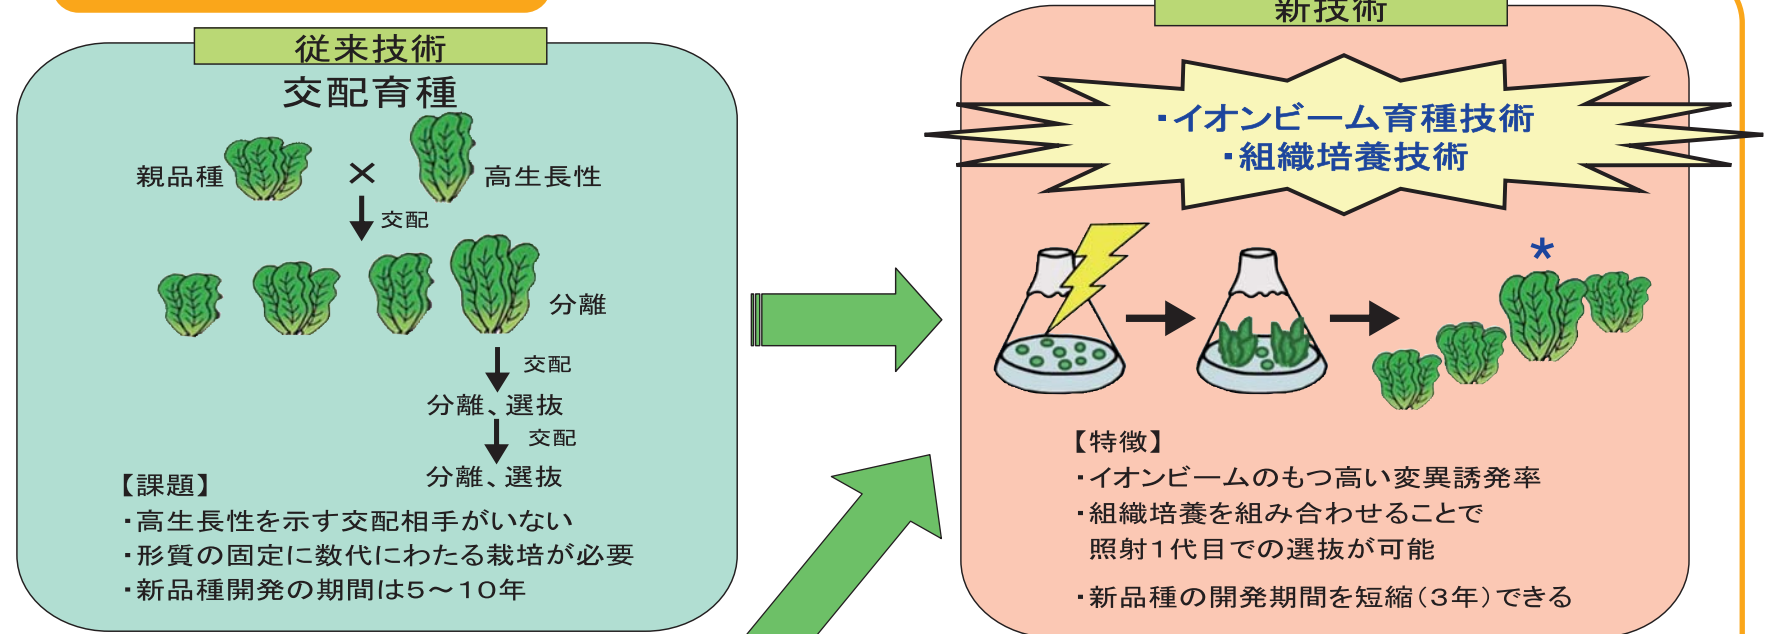 従来技術
交配育種
親品種
×
高生長性
交配
分離
交配
分離、選抜
交配
分離、選抜
【課題】
・高生長性を示す交配相手がいない
・形質の固定に数代にわたる栽培が必要
・新品種開発の期間は5～10年
新技術
・イオンビーム育種技術
・組織培養技術
*
【特徴】
・イオンビームのもつ高い変異誘発率
・組織培養を組み合わせることで
照射1代目での選抜が可能
・新品種の開発期間を短縮(3年)できる